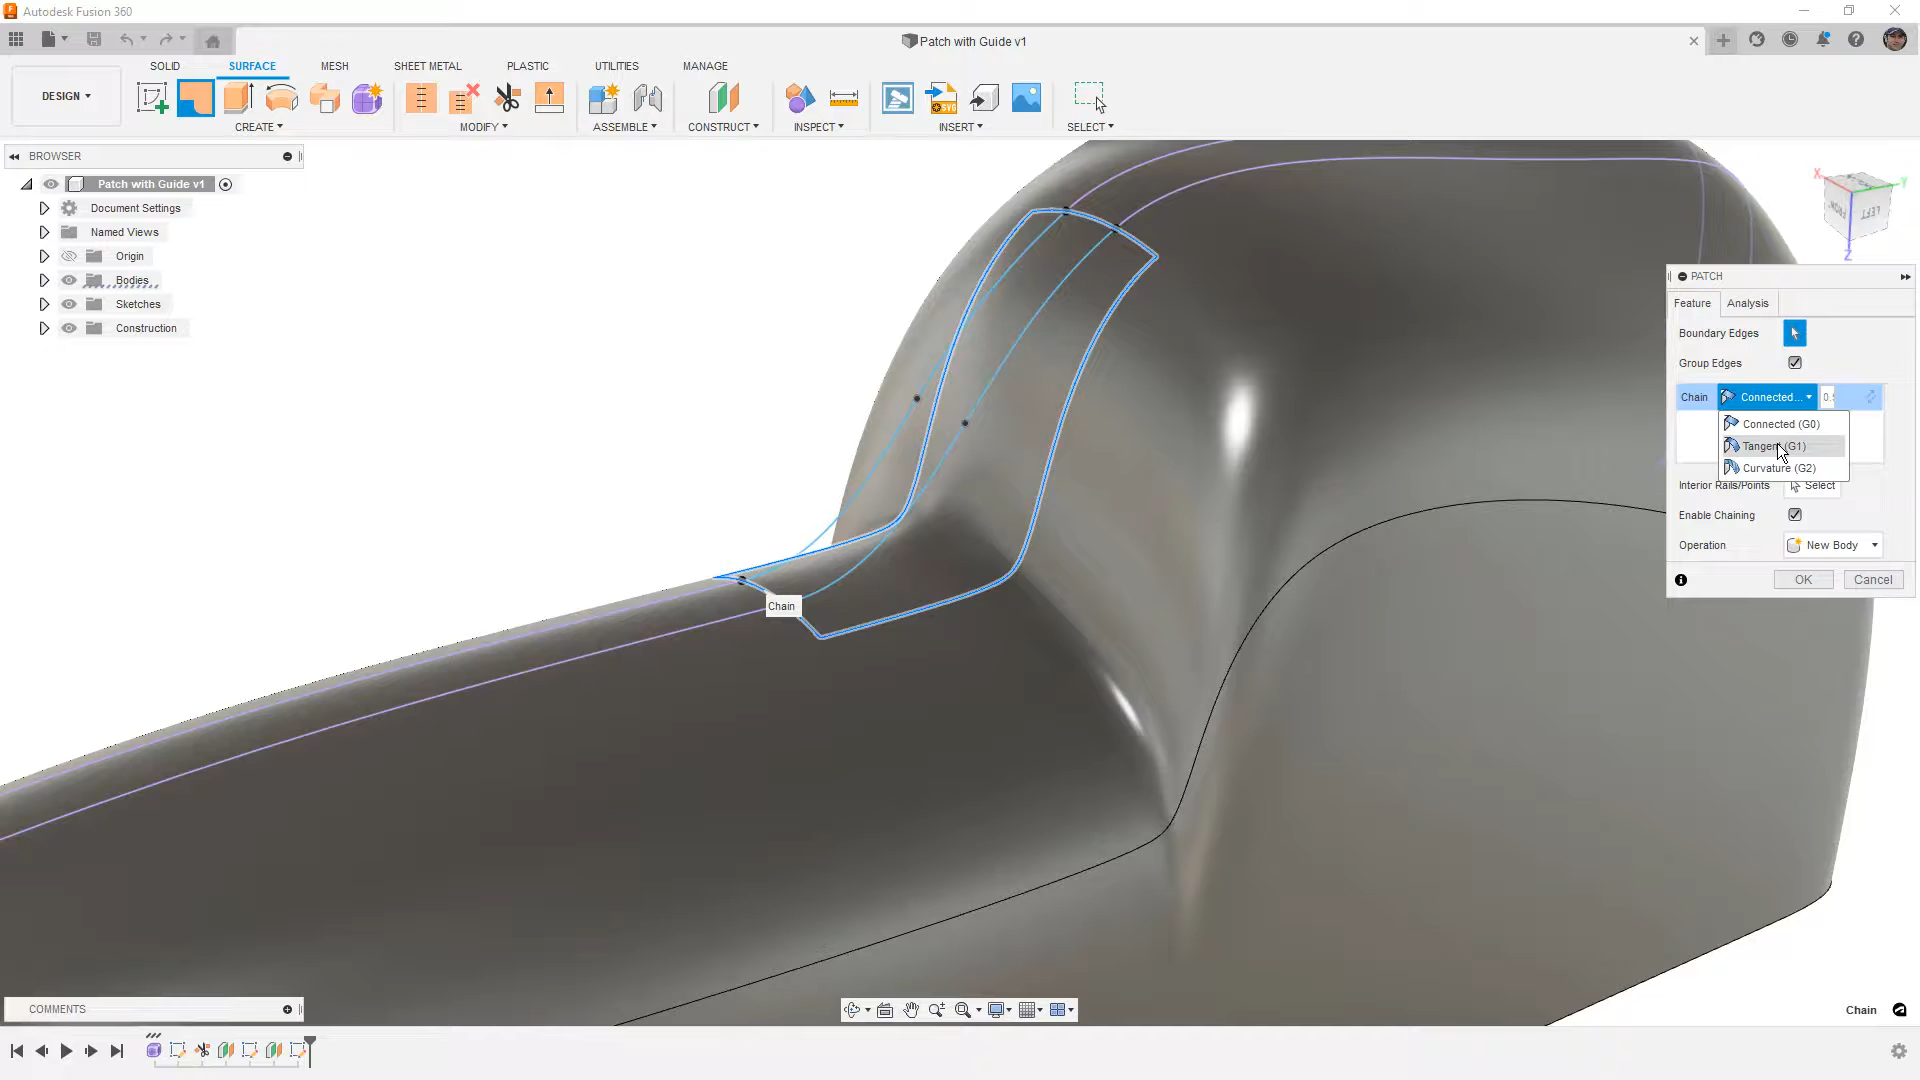 Autodesk Fusion 360
Patch with Guide v1
SOLID SURFACE MESH SHEET METAL PLASTIC UTILITIES MANAGE
DESIGN
CREATE MODIFY ASSEMBLE CONSTRUCT INSPECT INSERT SELECT
SVG
BROWSER
Patch with Guide v1
Document Settings
Named Views
Origin
Bodies
Sketches
Construction
X
Y
FRONT
LEFT
Z
PATCH
Feature Analysis
Boundary Edges
Group Edges
Chain Connected...
Connected (G0)
Tangent (G1)
Curvature (G2)
Interior Rails/Points Select
Enable Chaining
Operation New Body
OK Cancel
Chain
COMMENTS
Chain